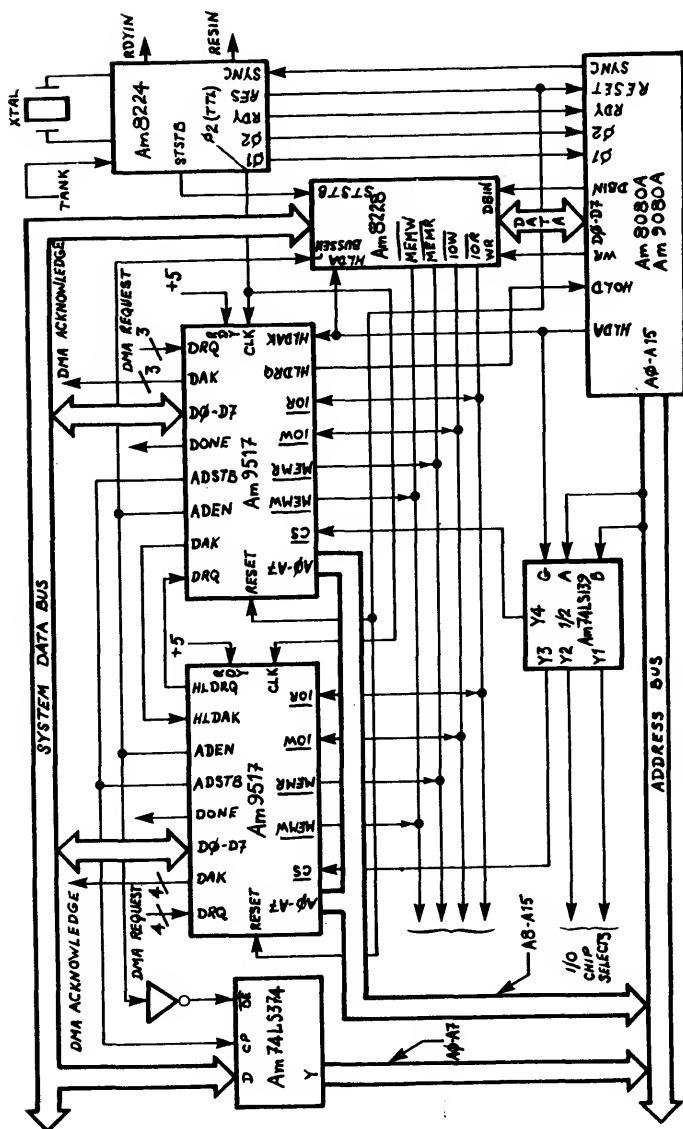 XTAL
TANK
RDYIN
RESIN
Am8224
STSTB
Ø2(TTL)
Ø1
Ø2
RDY
RES
SYNC
Ø1
Ø2
RDY
RESET
SYNC
Am8080A
Am9080A
DBIN
DØ-D7
WR
HOLD
HLDA
AØ-A15
DATA
STSTB
Am8228
HLDA
BUSSEN
DBIN
MEMW
MEMR
IOW
IOR
WR
SYSTEM DATA BUS
DMA ACKNOWLEDGE
DMA REQUEST
3
3
+5
RDY
CLK
DRQ
DAK
DØ-D7
DONE
ADSTB
ADEN
DAK
DRQ
Am9517
HLDAK
HLDRQ
IOR
IOW
MEMR
MEMW
CS
AØ-A7
RESET
+5
RDY
CLK
HLDRQ
HLDAK
ADEN
ADSTB
DONE
DØ-D7
DAK
DRQ
Am9517
IOR
IOW
MEMR
MEMW
CS
AØ-A7
RESET
DMA ACKNOWLEDGE
DMA REQUEST
4
4
OE
CP
D
Am74LS374
Y
G
A
B
1/2
Am74LS139
Y4
Y3
Y2
Y1
I/O
CHIP
SELECTS
A8-A15
AØ-A7
ADDRESS BUS